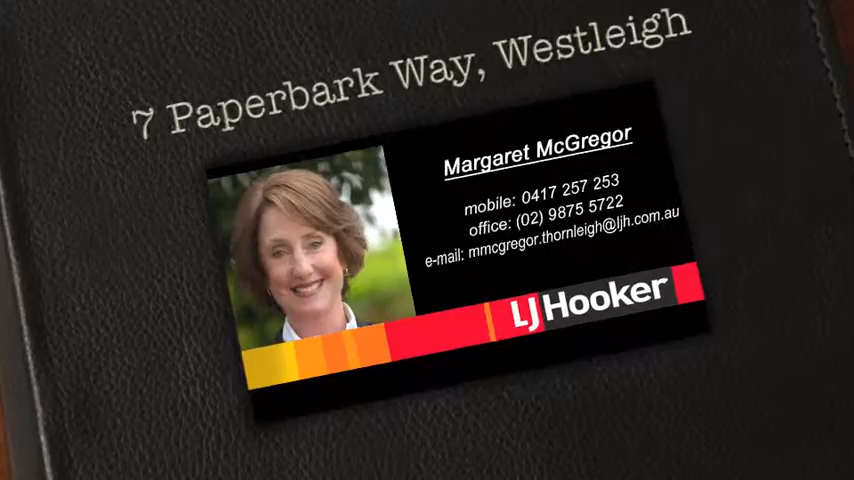 7 Paperbark Way, Westleigh
Margaret McGregor
mobile: 0417 257 253
office: (02) 9875 5722
e-mail: mmcgregor.thornleigh@ljh.com.au
LJ Hooker